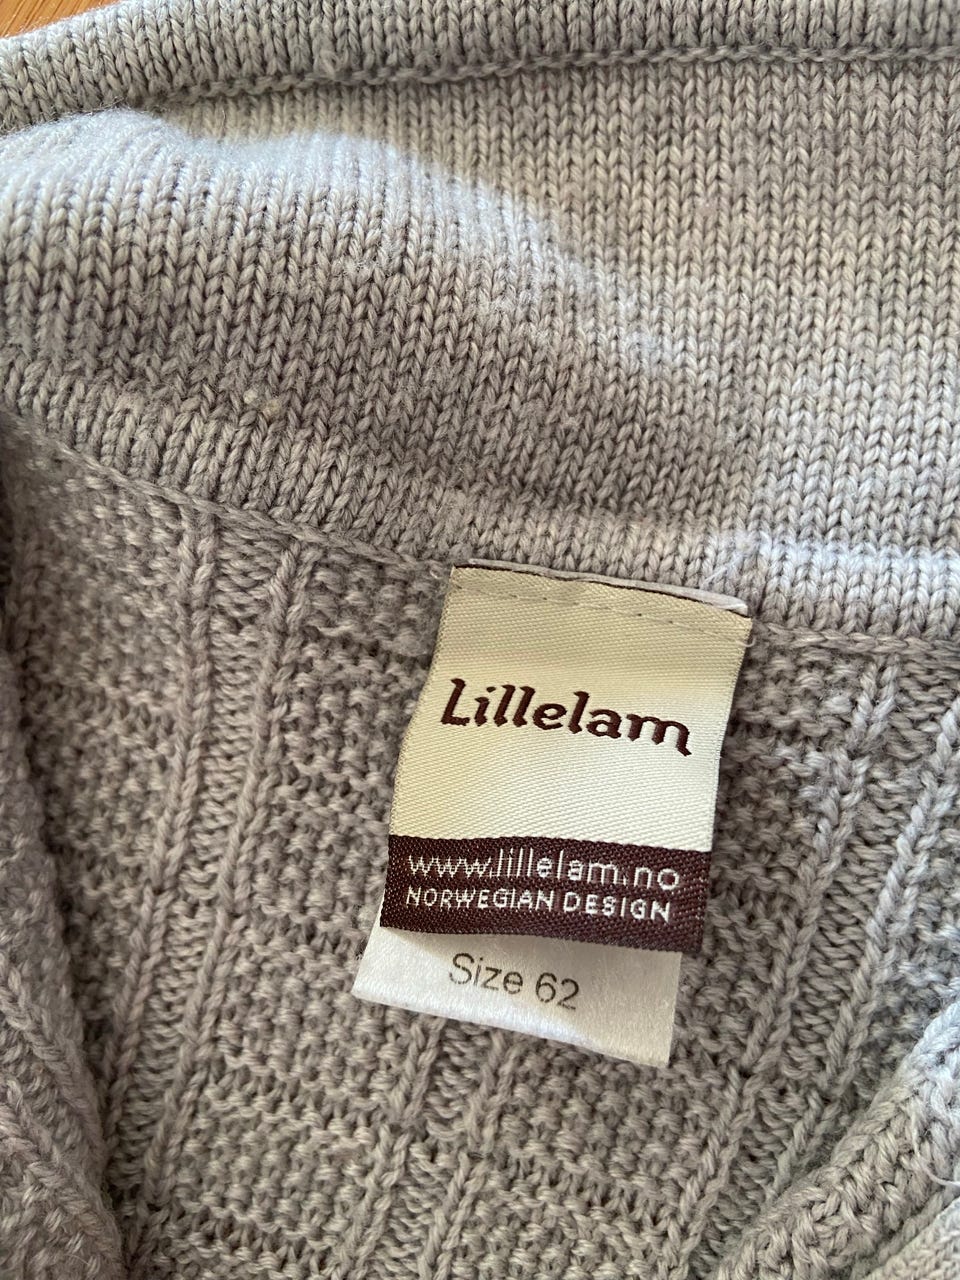 Lillelam
www.lillelam.no
NORWEGIAN DESIGN
Size 62